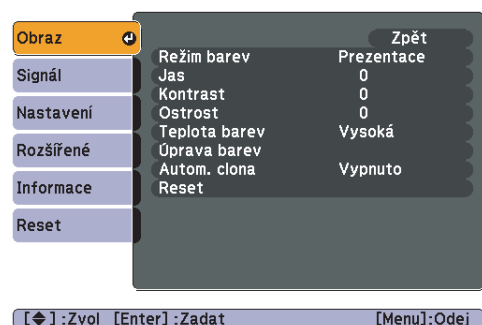 Obraz
Signál
Nastavení
Rozšířené
Informace
Reset
Zpět
Režim barev Prezentace
Jas 0
Kontrast 0
Ostrost 0
Teplota barev Vysoká
Úprava barev
Autom. clona Vypnuto
Reset
[◆]:Zvol [Enter]:Zadat [Menu]:Odej